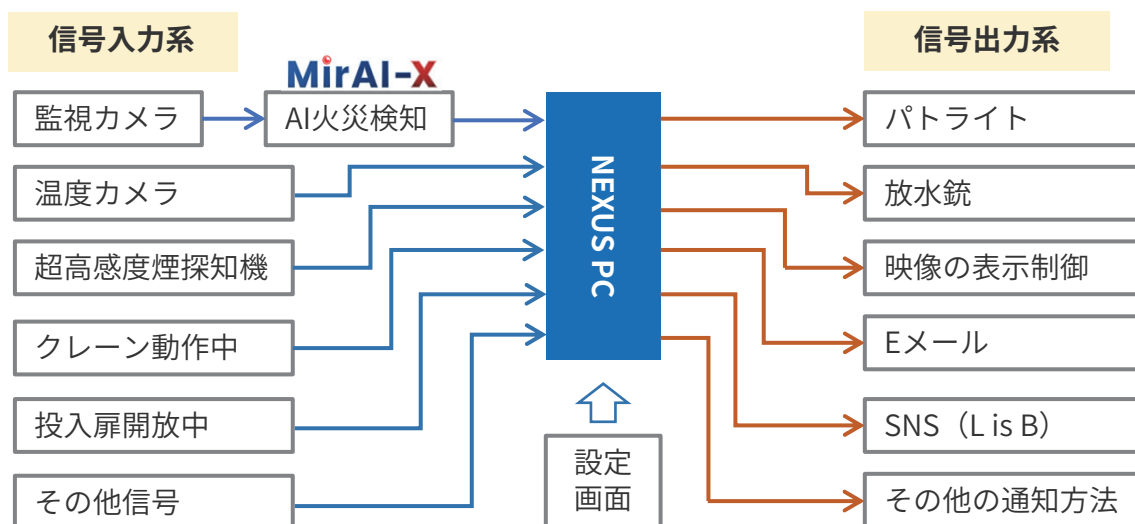 信号入力系
信号出力系
MirAI-X
監視カメラ
AI火災検知
パトライト
温度カメラ
放水銃
超高感度煙探知機
NEXUS PC
映像の表示制御
クレーン動作中
Eメール
投入扉開放中
SNS（L is B）
設定
画面
その他信号
その他の通知方法